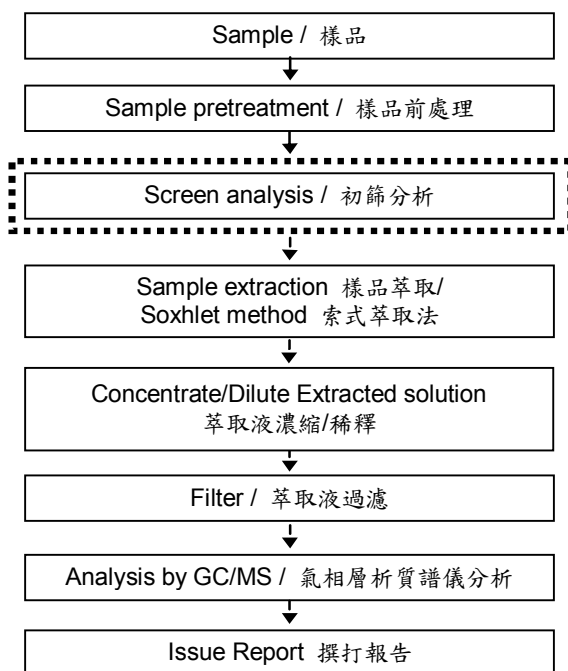 Sample / 樣品
Sample pretreatment / 樣品前處理
Screen analysis / 初篩分析
Sample extraction 樣品萃取/
Soxhlet method 索式萃取法
Concentrate/Dilute Extracted solution
萃取液濃縮/稀釋
Filter / 萃取液過濾
Analysis by GC/MS / 氣相層析質譜儀分析
Issue Report 撰打報告